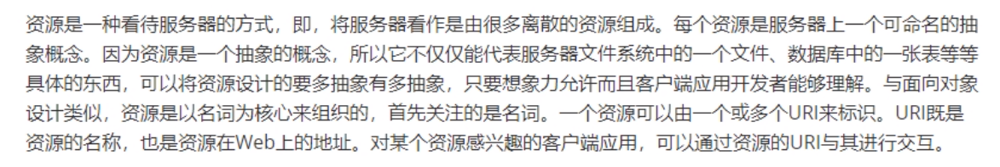 资源是一种看待服务器的方式，即，将服务器看作是由很多离散的资源组成。每个资源是服务器上一个可命名的抽
象概念。因为资源是一个抽象的概念，所以它不仅仅能代表服务器文件系统中的一个文件、数据库中的一张表等等
具体的东西，可以将资源设计的要多抽象有多抽象，只要想象力允许而且客户端应用开发者能够理解。与面向对象
设计类似，资源是以名词为核心来组织的，首先关注的是名词。一个资源可以由一个或多个URI来标识。URI既是
资源的名称，也是资源在Web上的地址。对某个资源感兴趣的客户端应用，可以通过资源的URI与其进行交互。